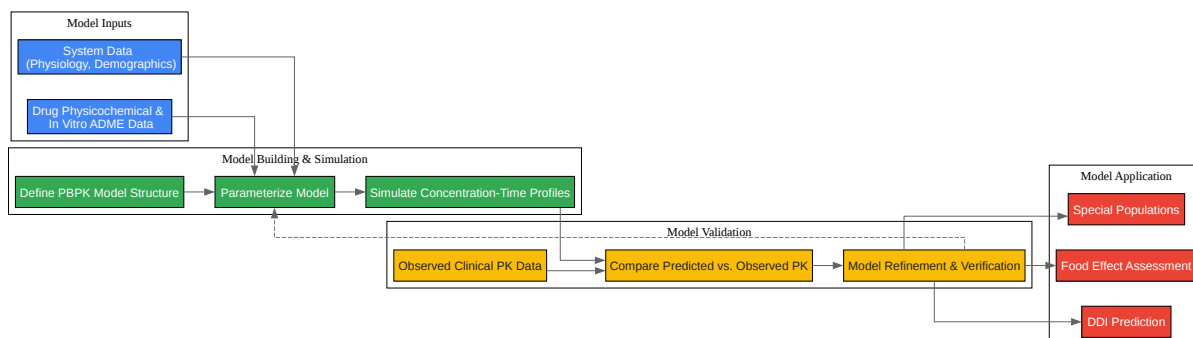 Model Inputs
System Data
(Physiology, Demographics)
Drug Physicochemical &
In Vitro ADME Data
Model Building & Simulation
Define PBPK Model Structure
Parameterize Model
Simulate Concentration-Time Profiles
Model Validation
Observed Clinical PK Data
Compare Predicted vs. Observed PK
Model Refinement & Verification
Model Application
Special Populations
Food Effect Assessment
DDI Prediction